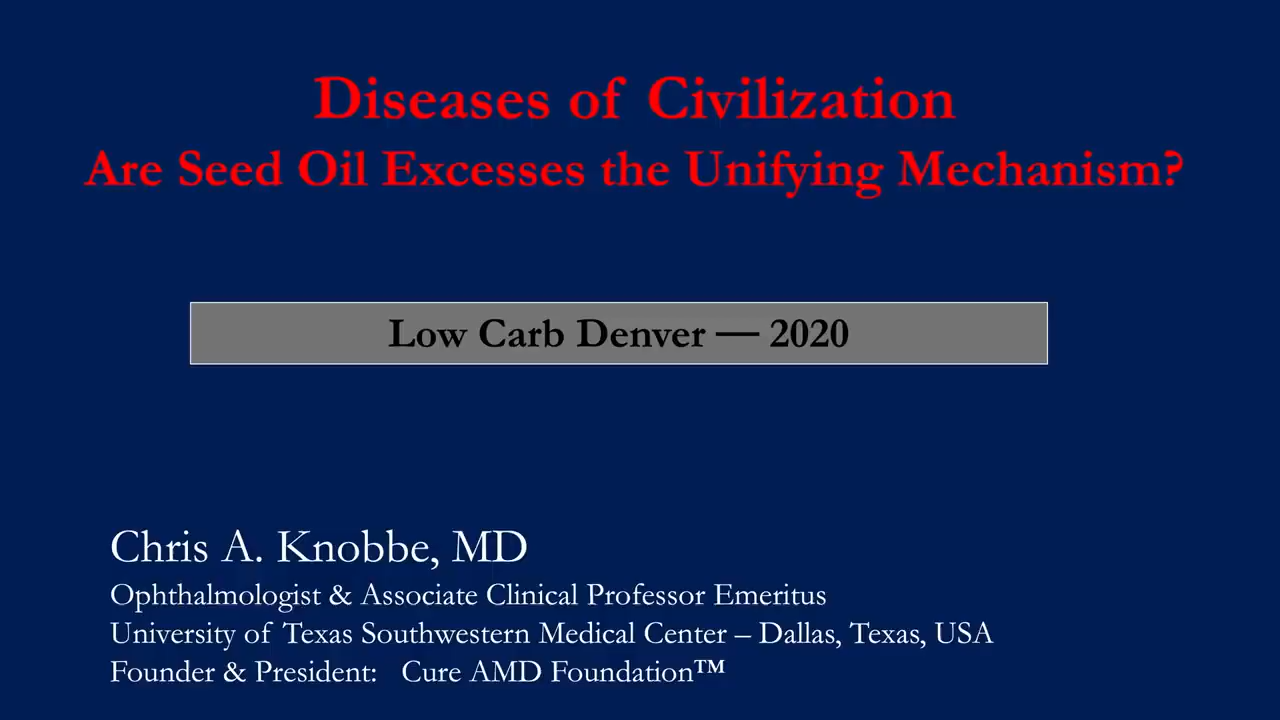 Diseases of Civilization
Are Seed Oil Excesses the Unifying Mechanism?
Low Carb Denver — 2020
Chris A. Knobbe, MD
Ophthalmologist & Associate Clinical Professor Emeritus
University of Texas Southwestern Medical Center – Dallas, Texas, USA
Founder & President: Cure AMD Foundation™